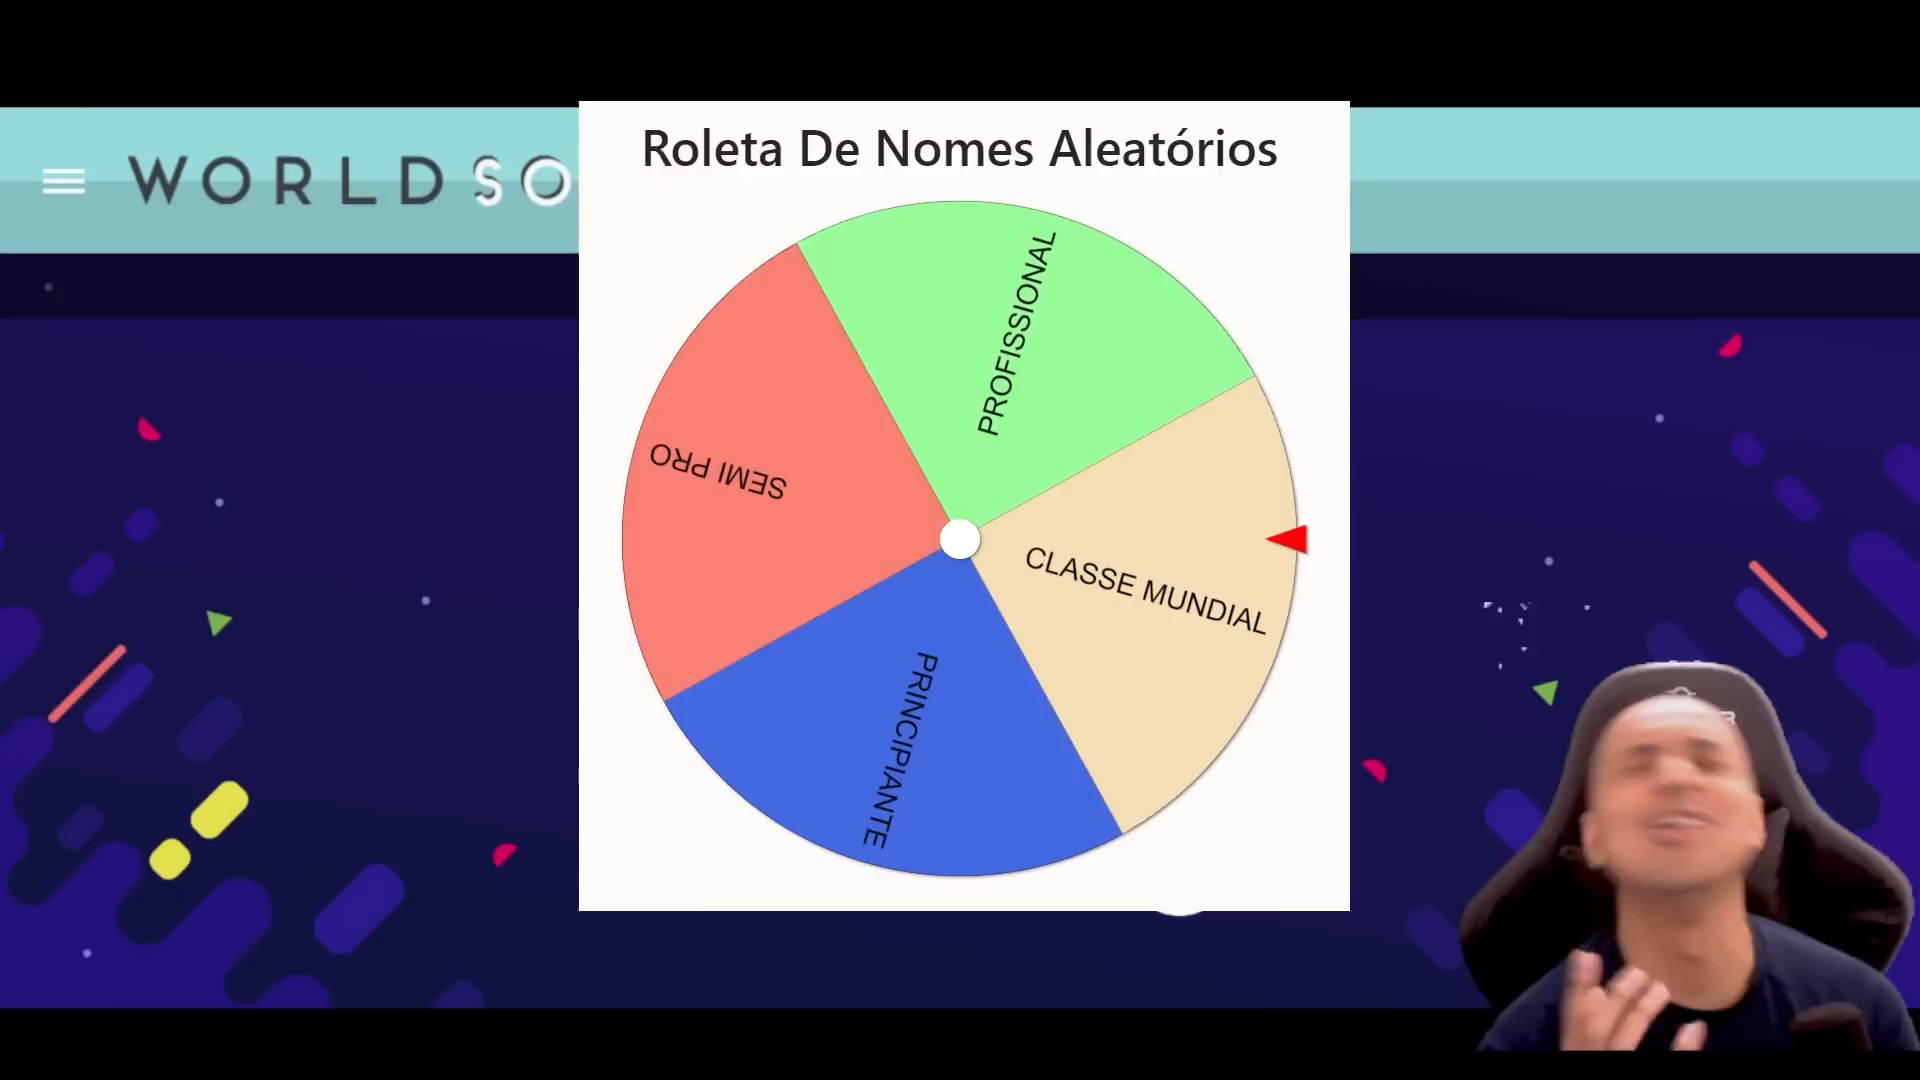 Roleta De Nomes Aleatórios
WORLD SO
PROFISSIONAL
SEMI PRO
CLASSE MUNDIAL
PRINCIPIANTE